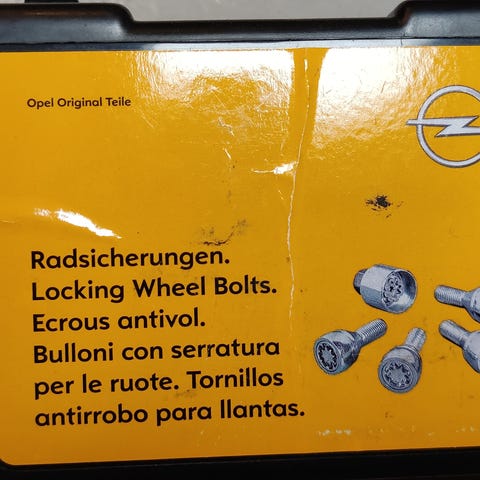 Opel Original Teile
Radsicherungen.
Locking Wheel Bolts.
Ecrous antivol.
Bulloni con serratura
per le ruote. Tornillos
antirrobo para llantas.